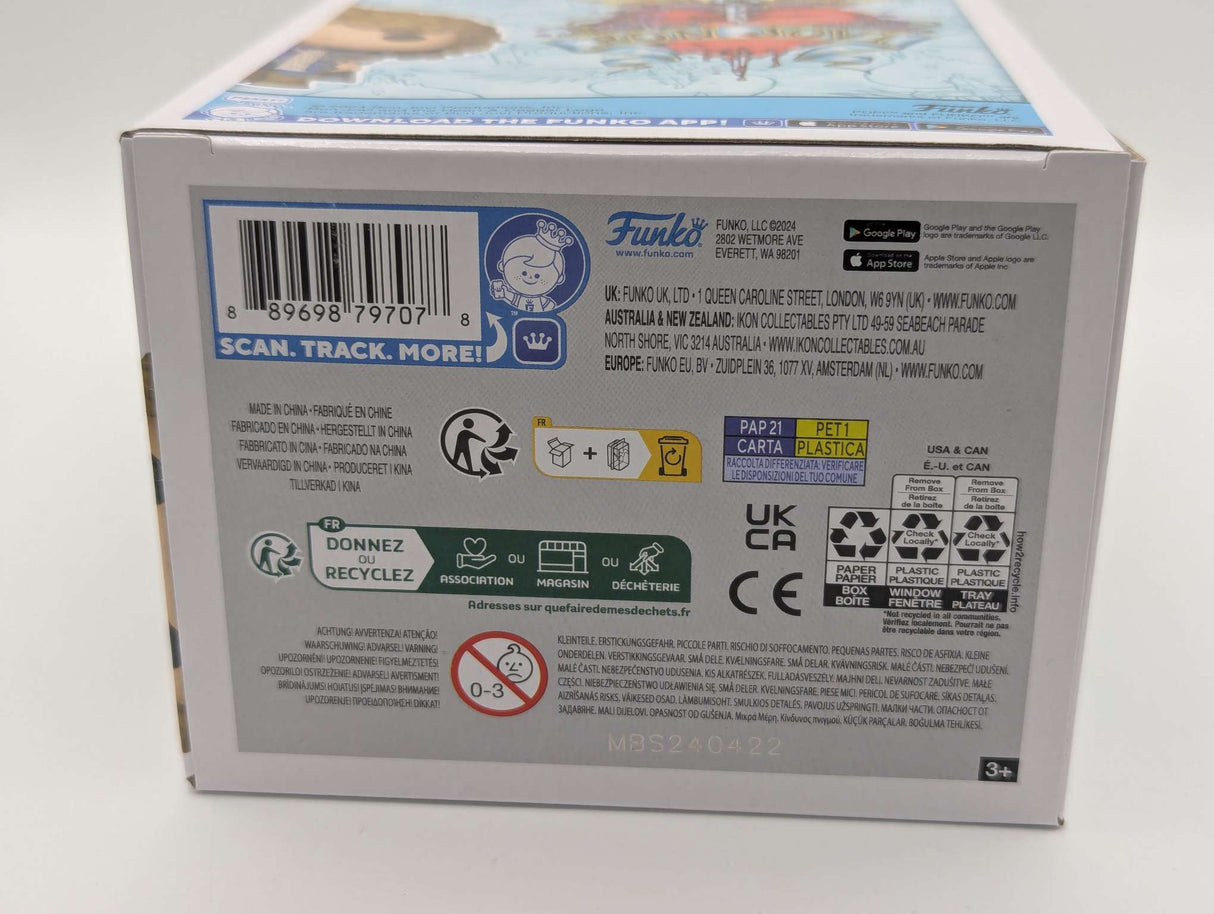 DOWNLOAD THE FUNKO APP!
Funko
8 89698 79707 8
SCAN. TRACK. MORE!
TM
Funko
www.funko.com
FUNKO, LLC ©2024
2802 WETMORE AVE
EVERETT, WA 98201
Google Play
Google Play and the Google Play
logo are trademarks of Google LLC.
Download on the
App Store
Apple Store and Apple logo are
trademarks of Apple Inc
UK: FUNKO UK, LTD • 1 QUEEN CAROLINE STREET, LONDON, W6 9YN (UK) • WWW.FUNKO.COM
AUSTRALIA & NEW ZEALAND: IKON COLLECTABLES PTY LTD 49-59 SEABEACH PARADE
NORTH SHORE, VIC 3214 AUSTRALIA • WWW.IKONCOLLECTABLES.COM.AU
EUROPE: FUNKO EU, BV • ZUIDPLEIN 36, 1077 XV, AMSTERDAM (NL) • WWW.FUNKO.COM
MADE IN CHINA • FABRIQUÉ EN CHINE
FABRICADO EN CHINA • HERGESTELLT IN CHINA
FABBRICATO IN CINA • FABRICADO NA CHINA
VERVAARDIGD IN CHINA • PRODUCERET I KINA
TILLVERKAD I KINA
FR
+
PAP 21
PET 1
CARTA
PLASTICA
RACCOLTA DIFFERENZIATA: VERIFICARE
LE DISPOSIZIONI DEL TUO COMUNE
USA & CAN
É.-U. et CAN
Remove
From Box
Retirez
de la boîte
Remove
From Box
Retirez
de la boîte
Check
Locally*
Check
Locally*
PAPER
PAPIER
BOX
BOÎTE
PLASTIC
PLASTIQUE
WINDOW
FENÊTRE
PLASTIC
PLASTIQUE
TRAY
PLATEAU
how2recycle.info
*Not recycled in all communities.
Vérifiez localement. Pourrait ne pas
être recyclable dans votre région.
UK
CA
CE
FR
DONNEZ
OU
RECYCLEZ
ASSOCIATION
OU
MAGASIN
OU
DÉCHÈTERIE
Adresses sur quefairedemesdechets.fr
ACHTUNG! AVVERTENZA! ATENÇÃO!
WAARSCHUWING! ADVARSEL! VARNING!
UPOZORNĚNÍ! UPOZORNENIE! FIGYELMEZTETÉS!
OPOZORILO! OSTRZEŻENIE! ADVARSEL! AVERTISMENT!
BRĪDINĀJUMS! HOIATUS! ĮSPĖJIMAS! ВНИМАНИЕ!
UPOZORENJE! ΠΡΟΕΙΔΟΠΟΙΗΣΗ! DİKKAT!
0-3
KLEINTEILE. ERSTICKUNGSGEFAHR. PICCOLE PARTI. RISCHIO DI SOFFOCAMENTO. PEQUENAS PARTES. RISCO DE ASFIXIA. KLEINE
ONDERDELEN. VERSTIKKINGSGEVAAR. SMÅ DELE. KVÆLNINGSFARE. SMÅ DELAR. KVÄVNINGSRISK. MALÉ ČÁSTI. NEBEZPEČÍ UDUŠENÍ.
MALÉ ČASTI. NEBEZPEČENSTVO UDUSENIA. KIS ALKATRÉSZEK. FULLADÁSVESZÉLY. MAJHNI DELI. NEVARNOST ZADUŠITVE. MAŁE
CZĘŚCI. NIEBEZPIECZEŃSTWO UDŁAWIENIA SIĘ. SMÅ DELER. KVELNINGSFARE. PIESE MICI. PERICOL DE SUFOCARE. SĪKAS DETAĻAS.
AIZRĪŠANĀS RISKS. VÄIKESED OSAD. LÄMBUMISOHT. SMULKIOS DETALĖS. PAVOJUS UŽSPRINGTI. МАЛКИ ЧАСТИ. ОПАСНОСТ ОТ
ЗАДАВЯНЕ. MALI DIJELOVI. OPASNOST OD GUŠENJA. Μικρά Μέρη. Κίνδυνος πνιγμού. KÜÇÜK PARÇALAR. BOĞULMA TEHLİKESİ.
MBS240422
3+